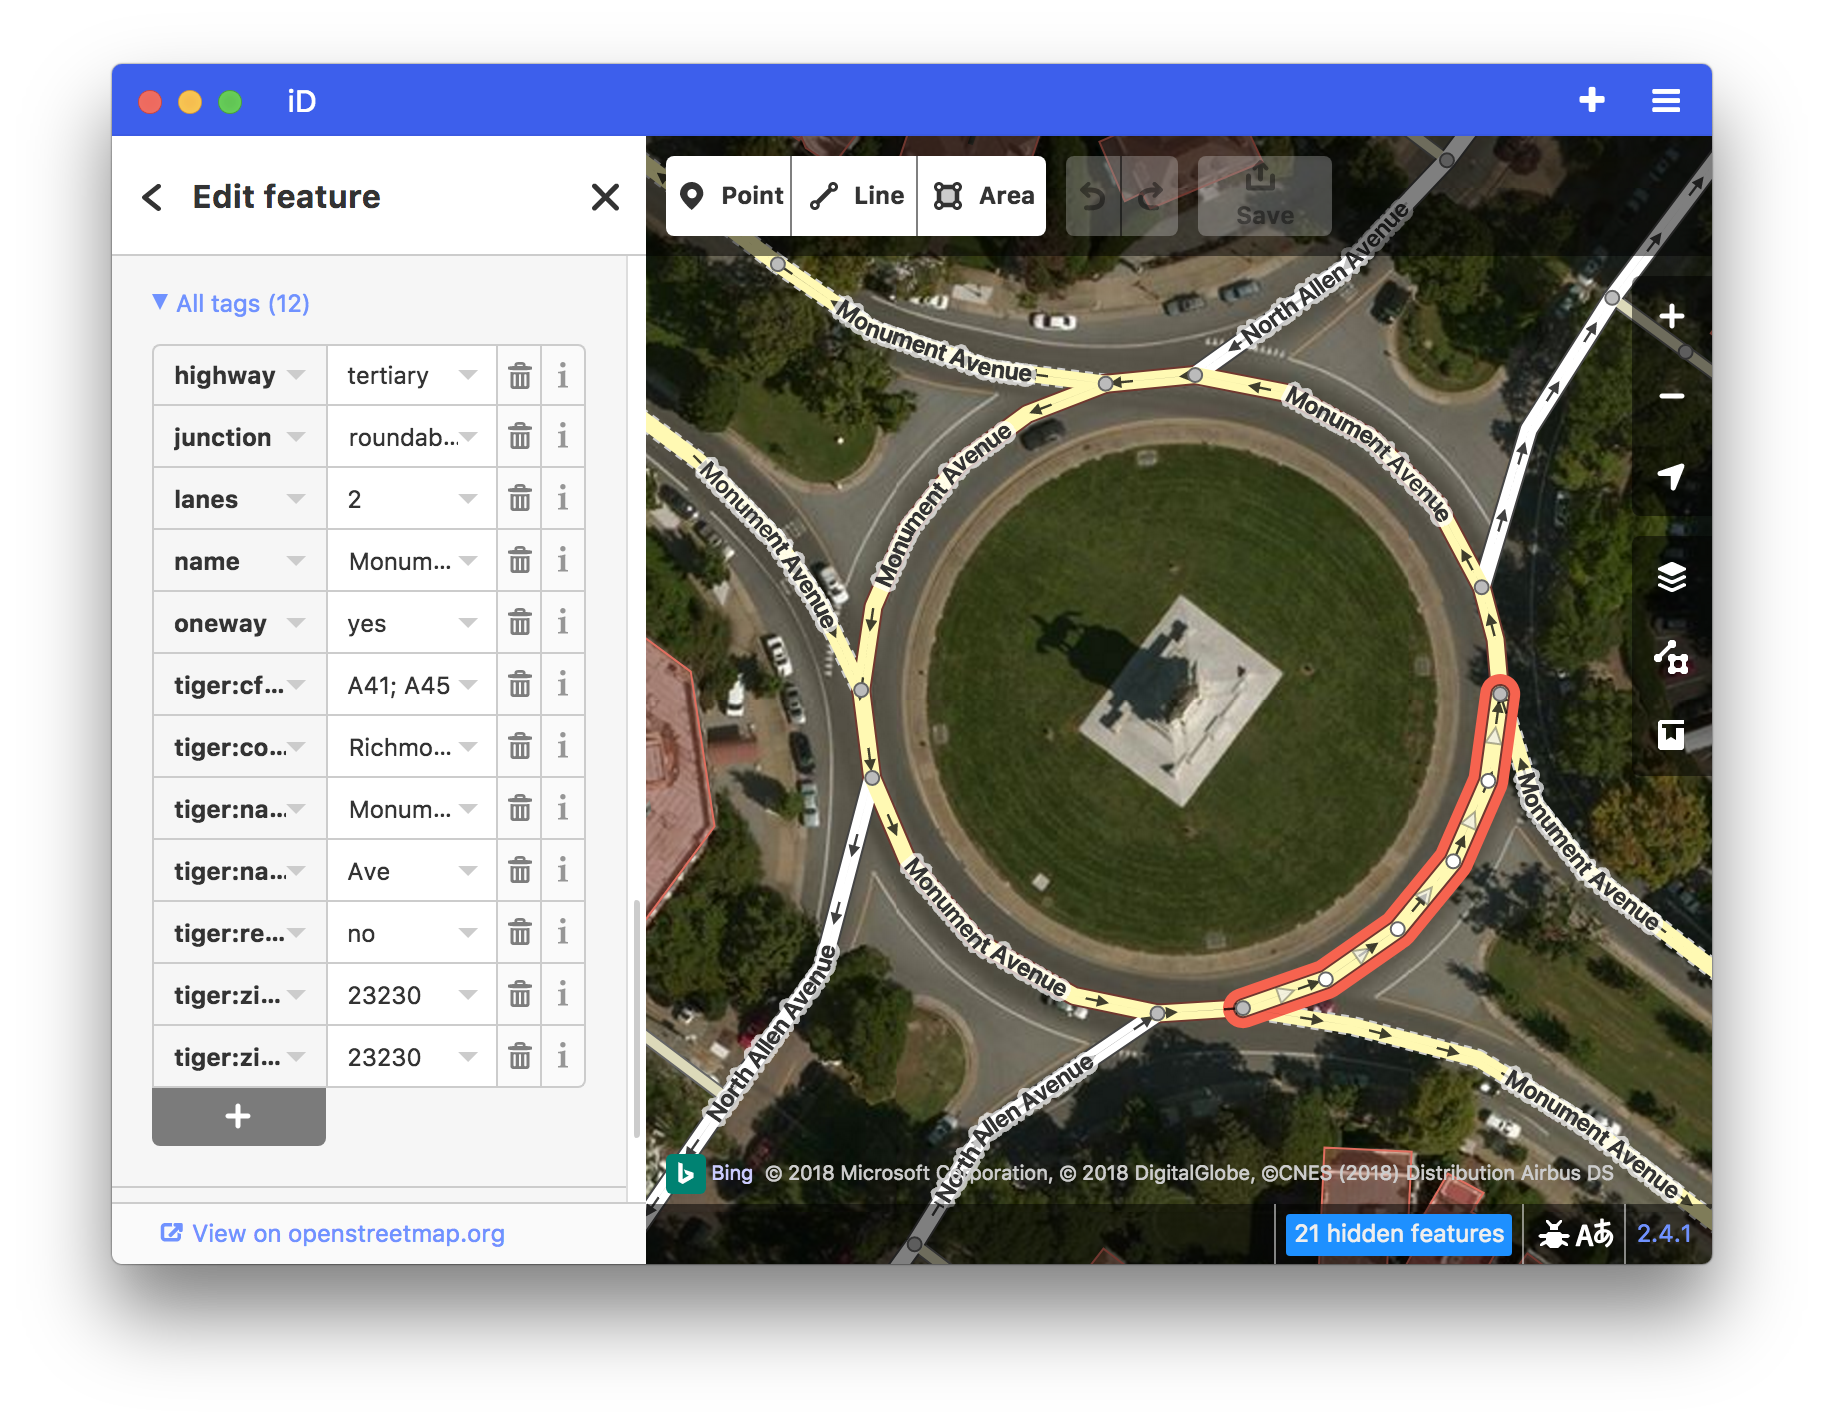 iD
Edit feature
All tags (12)
highway tertiary
junction roundab...
lanes 2
name Monum...
oneway yes
tiger:cf... A41; A45
tiger:co... Richmo...
tiger:na... Monum...
tiger:na... Ave
tiger:re... no
tiger:zi... 23230
tiger:zi... 23230
View on openstreetmap.org
Point
Line
Area
Save
North Allen Avenue
Monument Avenue
Monument Avenue
Monument Avenue
Monument Avenue
Monument Avenue
Monument Avenue
Monument Avenue
North Allen Avenue
North Allen Avenue
Monument Avenue
Bing © 2018 Microsoft Corporation, © 2018 DigitalGlobe, ©CNES (2018) Distribution Airbus DS
21 hidden features
Aあ
2.4.1